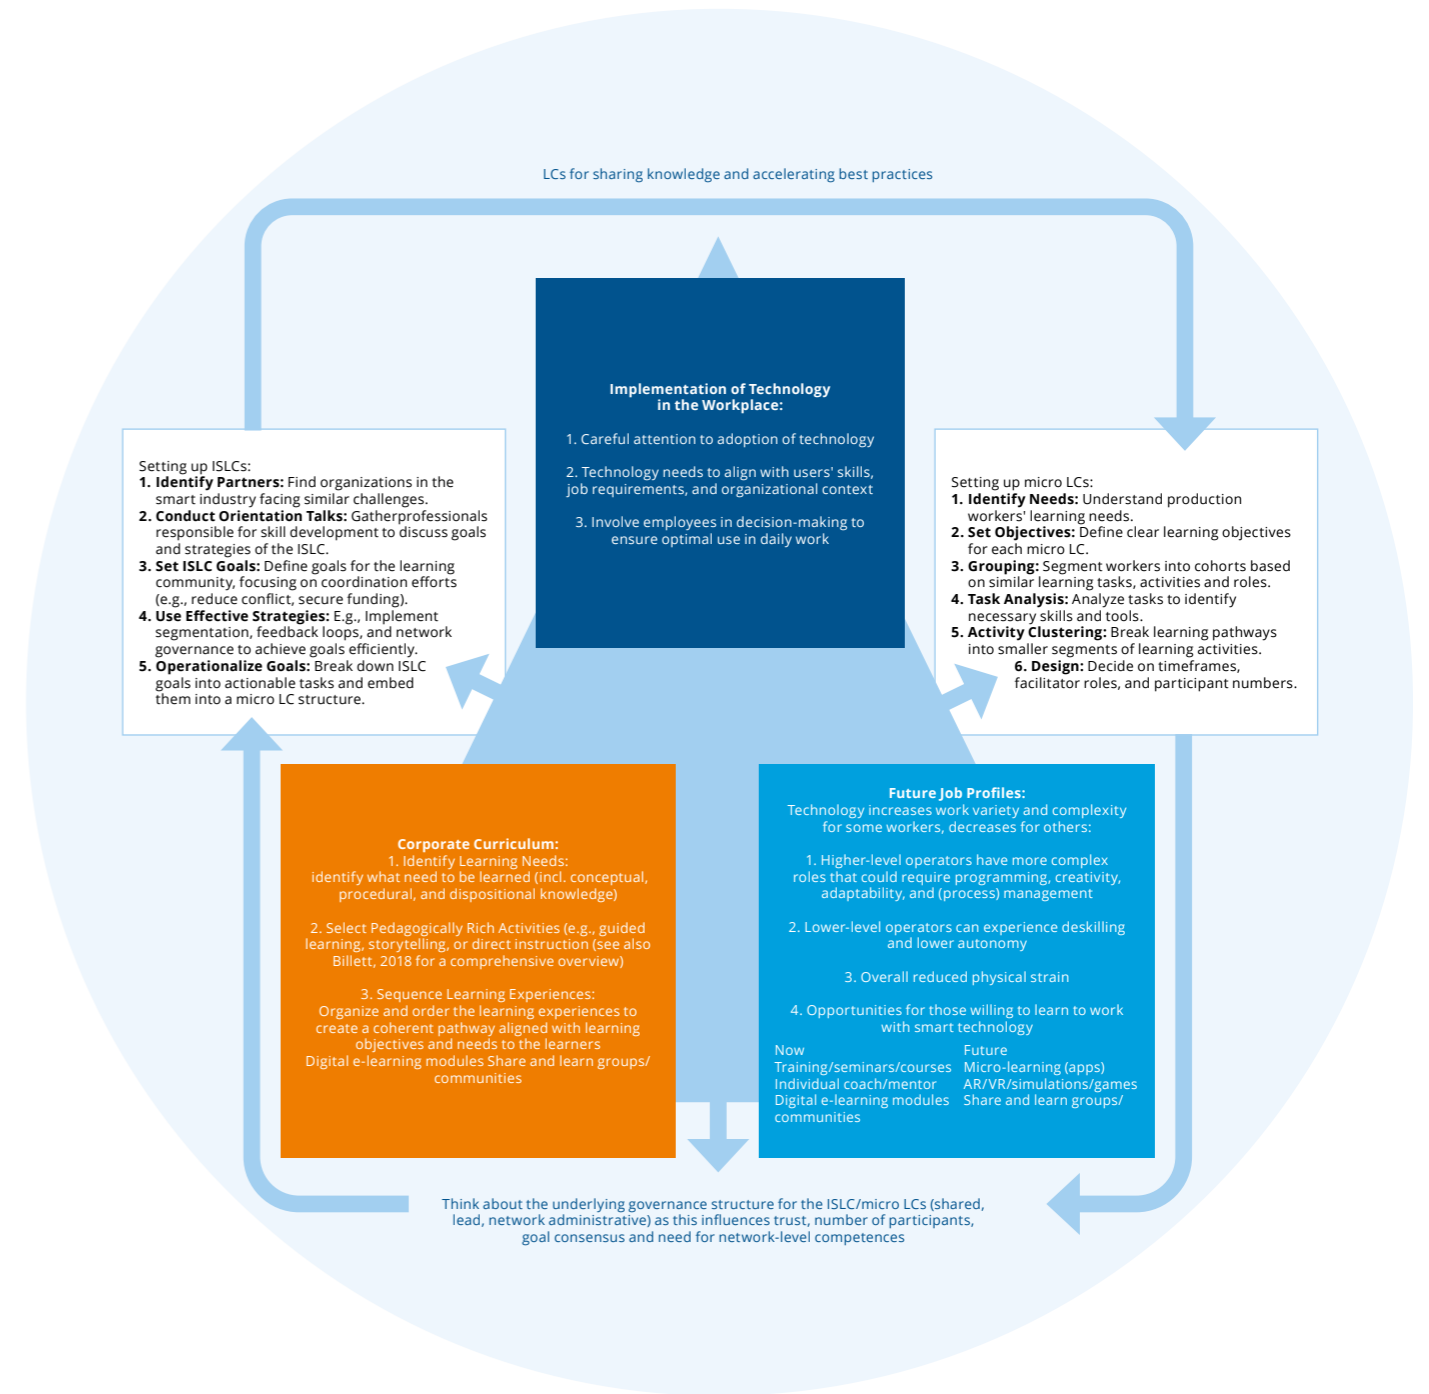 LCs for sharing knowledge and accelerating best practices
Implementation of Technology
in the Workplace:
1. Careful attention to adoption of technology
2. Technology needs to align with users' skills,
job requirements, and organizational context
3. Involve employees in decision-making to
ensure optimal use in daily work
Setting up ISLCs:
1. Identify Partners: Find organizations in the
smart industry facing similar challenges.
2. Conduct Orientation Talks: Gatherprofessionals
responsible for skill development to discuss goals
and strategies of the ISLC.
3. Set ISLC Goals: Define goals for the learning
community, focusing on coordination efforts
(e.g., reduce conflict, secure funding).
4. Use Effective Strategies: E.g., Implement
segmentation, feedback loops, and network
governance to achieve goals efficiently.
5. Operationalize Goals: Break down ISLC
goals into actionable tasks and embed
them into a micro LC structure.
Setting up micro LCs:
1. Identify Needs: Understand production
workers' learning needs.
2. Set Objectives: Define clear learning objectives
for each micro LC.
3. Grouping: Segment workers into cohorts based
on similar learning tasks, activities and roles.
4. Task Analysis: Analyze tasks to identify
necessary skills and tools.
5. Activity Clustering: Break learning pathways
into smaller segments of learning activities.
6. Design: Decide on timeframes,
facilitator roles, and participant numbers.
Corporate Curriculum:
1. Identify Learning Needs:
identify what need to be learned (incl. conceptual,
procedural, and dispositional knowledge)
2. Select Pedagogically Rich Activities (e.g., guided
learning, storytelling, or direct instruction (see also
Billett, 2018 for a comprehensive overview)
3. Sequence Learning Experiences:
Organize and order the learning experiences to
create a coherent pathway aligned with learning
objectives and needs to the learners
Digital e-learning modules Share and learn groups/
communities
Future Job Profiles:
Technology increases work variety and complexity
for some workers, decreases for others:
1. Higher-level operators have more complex
roles that could require programming, creativity,
adaptability, and (process) management
2. Lower-level operators can experience deskilling
and lower autonomy
3. Overall reduced physical strain
4. Opportunities for those willing to learn to work
with smart technology
Now Future
Training/seminars/courses Micro-learning (apps)
Individual coach/mentor AR/VR/simulations/games
Digital e-learning modules Share and learn groups/
communities
Think about the underlying governance structure for the ISLC/micro LCs (shared,
lead, network administrative) as this influences trust, number of participants,
goal consensus and need for network-level competences